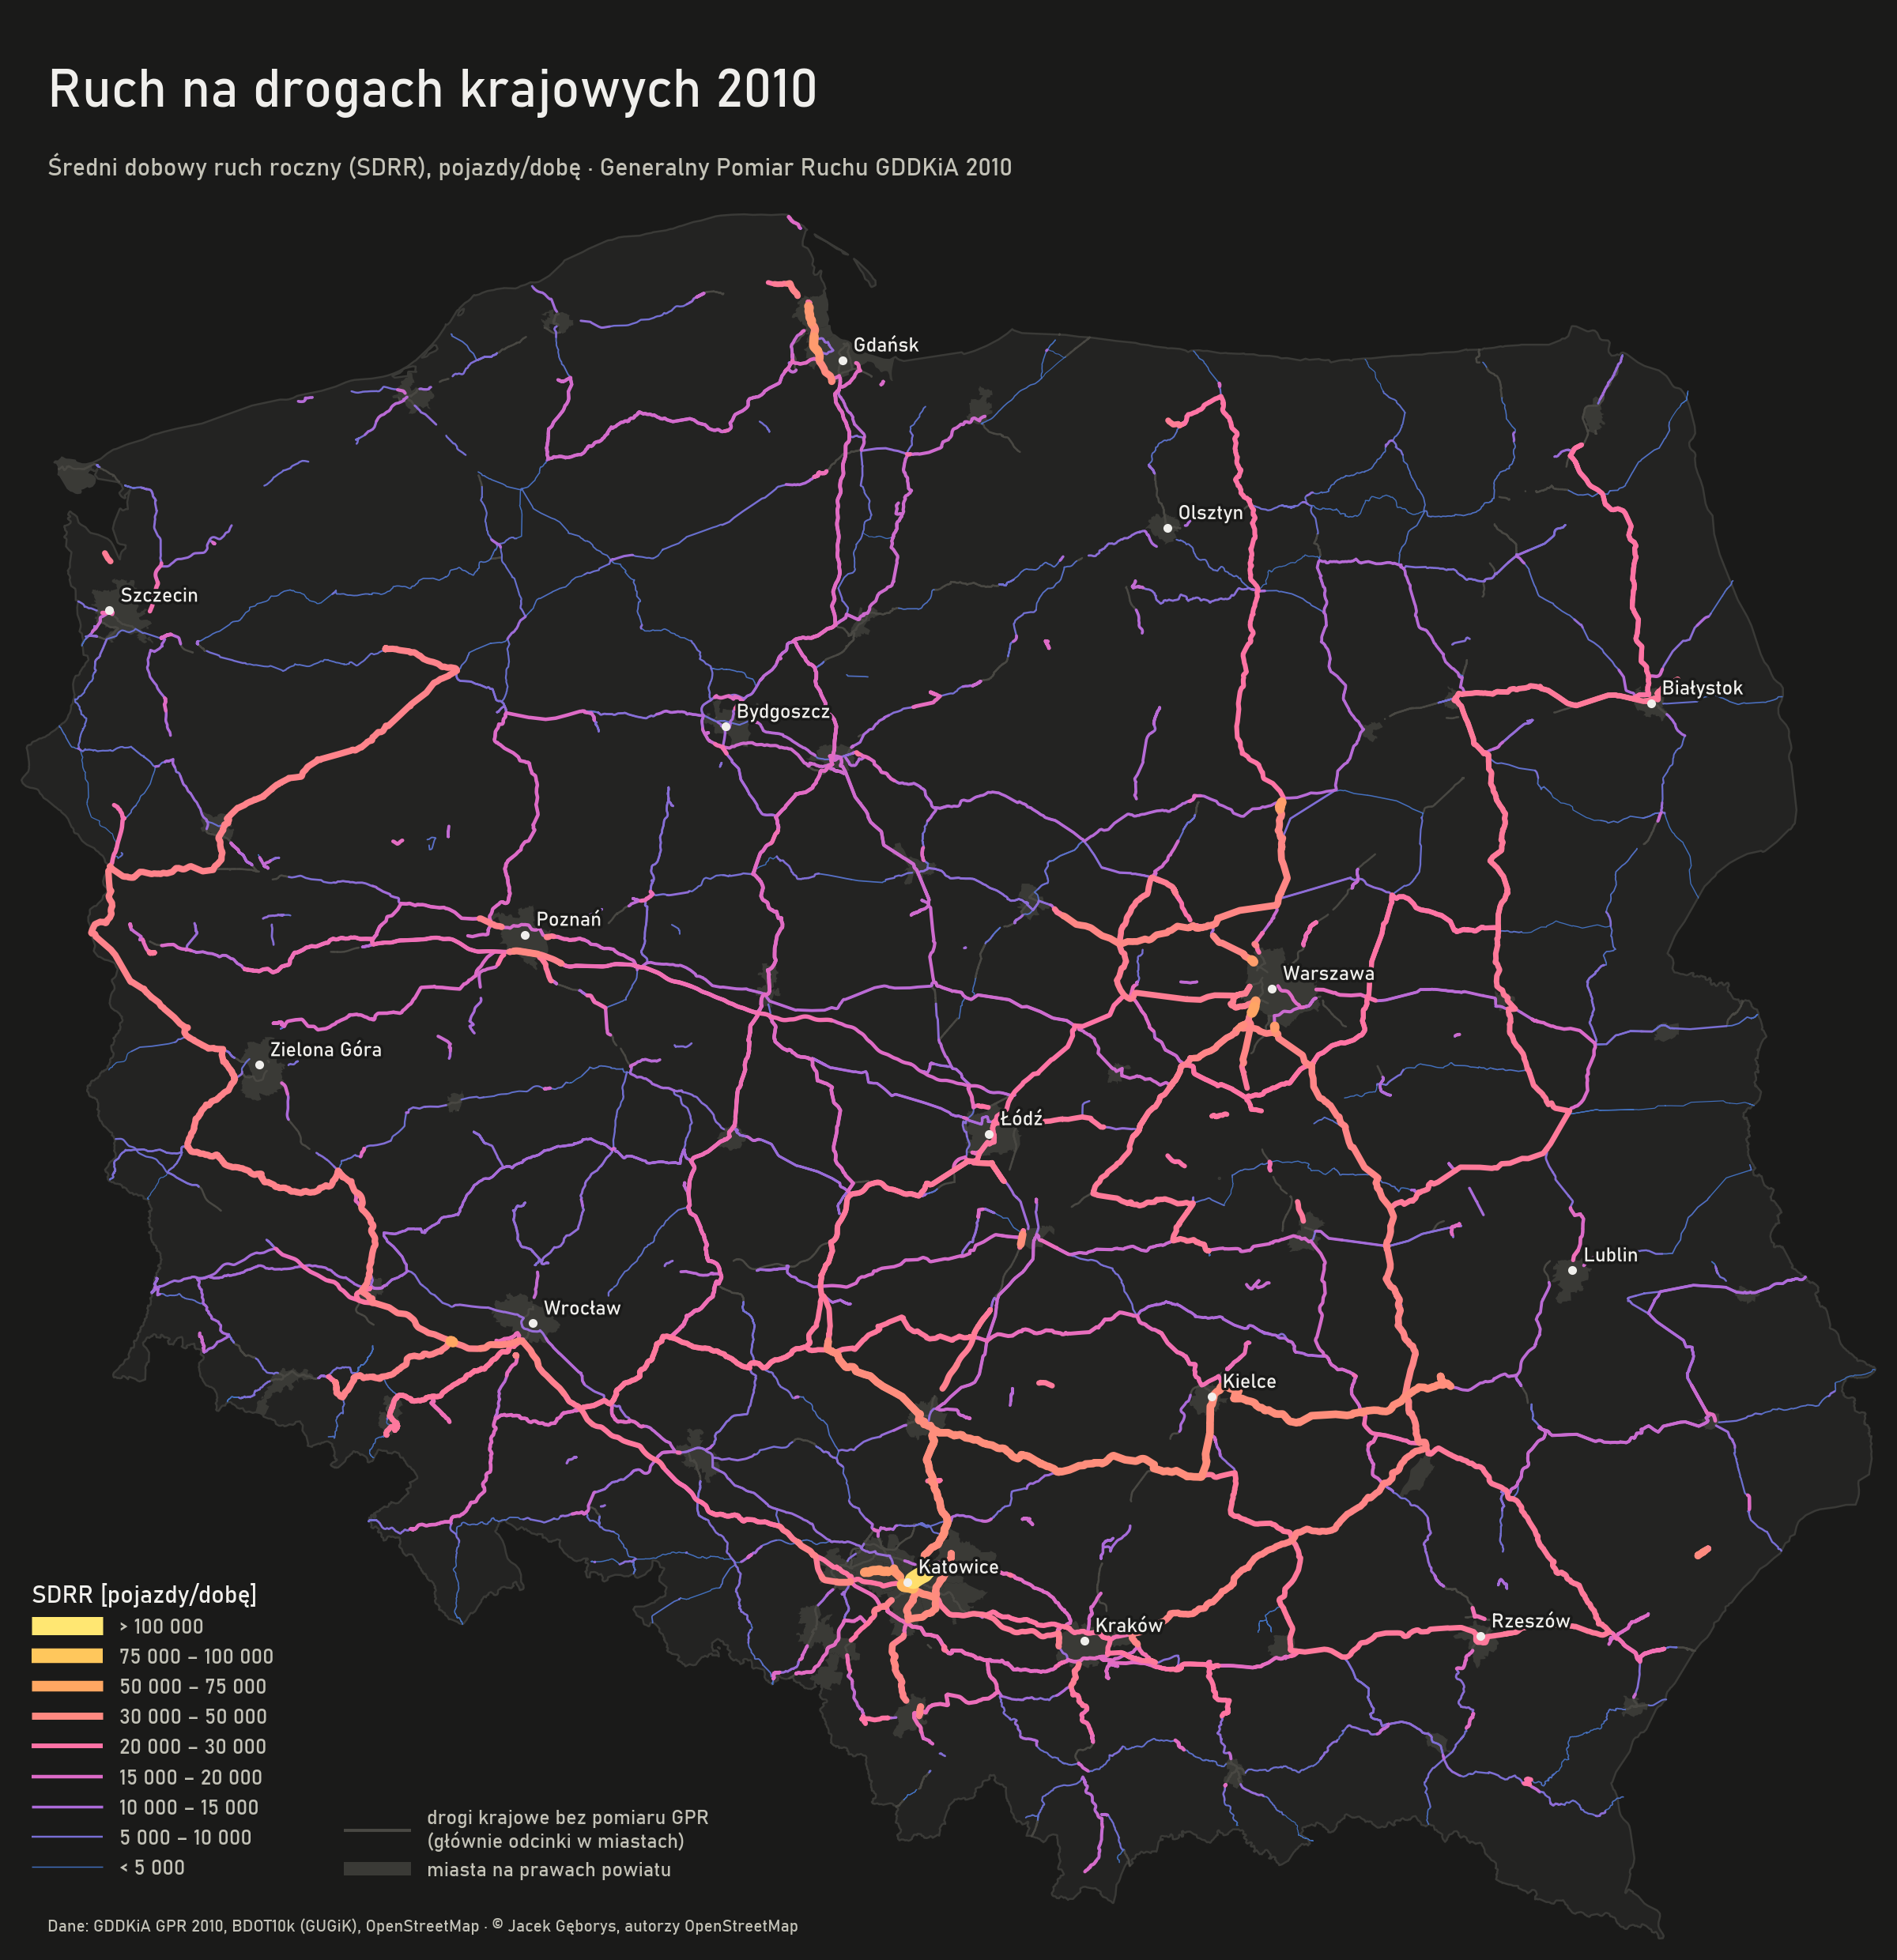 Ruch na drogach krajowych 2010
Średni dobowy ruch roczny (SDRR), pojazdy/dobę · Generalny Pomiar Ruchu GDDKiA 2010
Gdańsk
Olsztyn
Szczecin
Białystok
Bydgoszcz
Poznań
Warszawa
Zielona Góra
Łódź
Lublin
Wrocław
Kielce
Katowice
Kraków
Rzeszów
SDRR [pojazdy/dobę]
> 100 000
75 000 – 100 000
50 000 – 75 000
30 000 – 50 000
20 000 – 30 000
15 000 – 20 000
10 000 – 15 000
5 000 – 10 000
< 5 000
drogi krajowe bez pomiaru GPR
(głównie odcinki w miastach)
miasta na prawach powiatu
Dane: GDDKiA GPR 2010, BDOT10k (GUGiK), OpenStreetMap · © Jacek Gęborys, autorzy OpenStreetMap